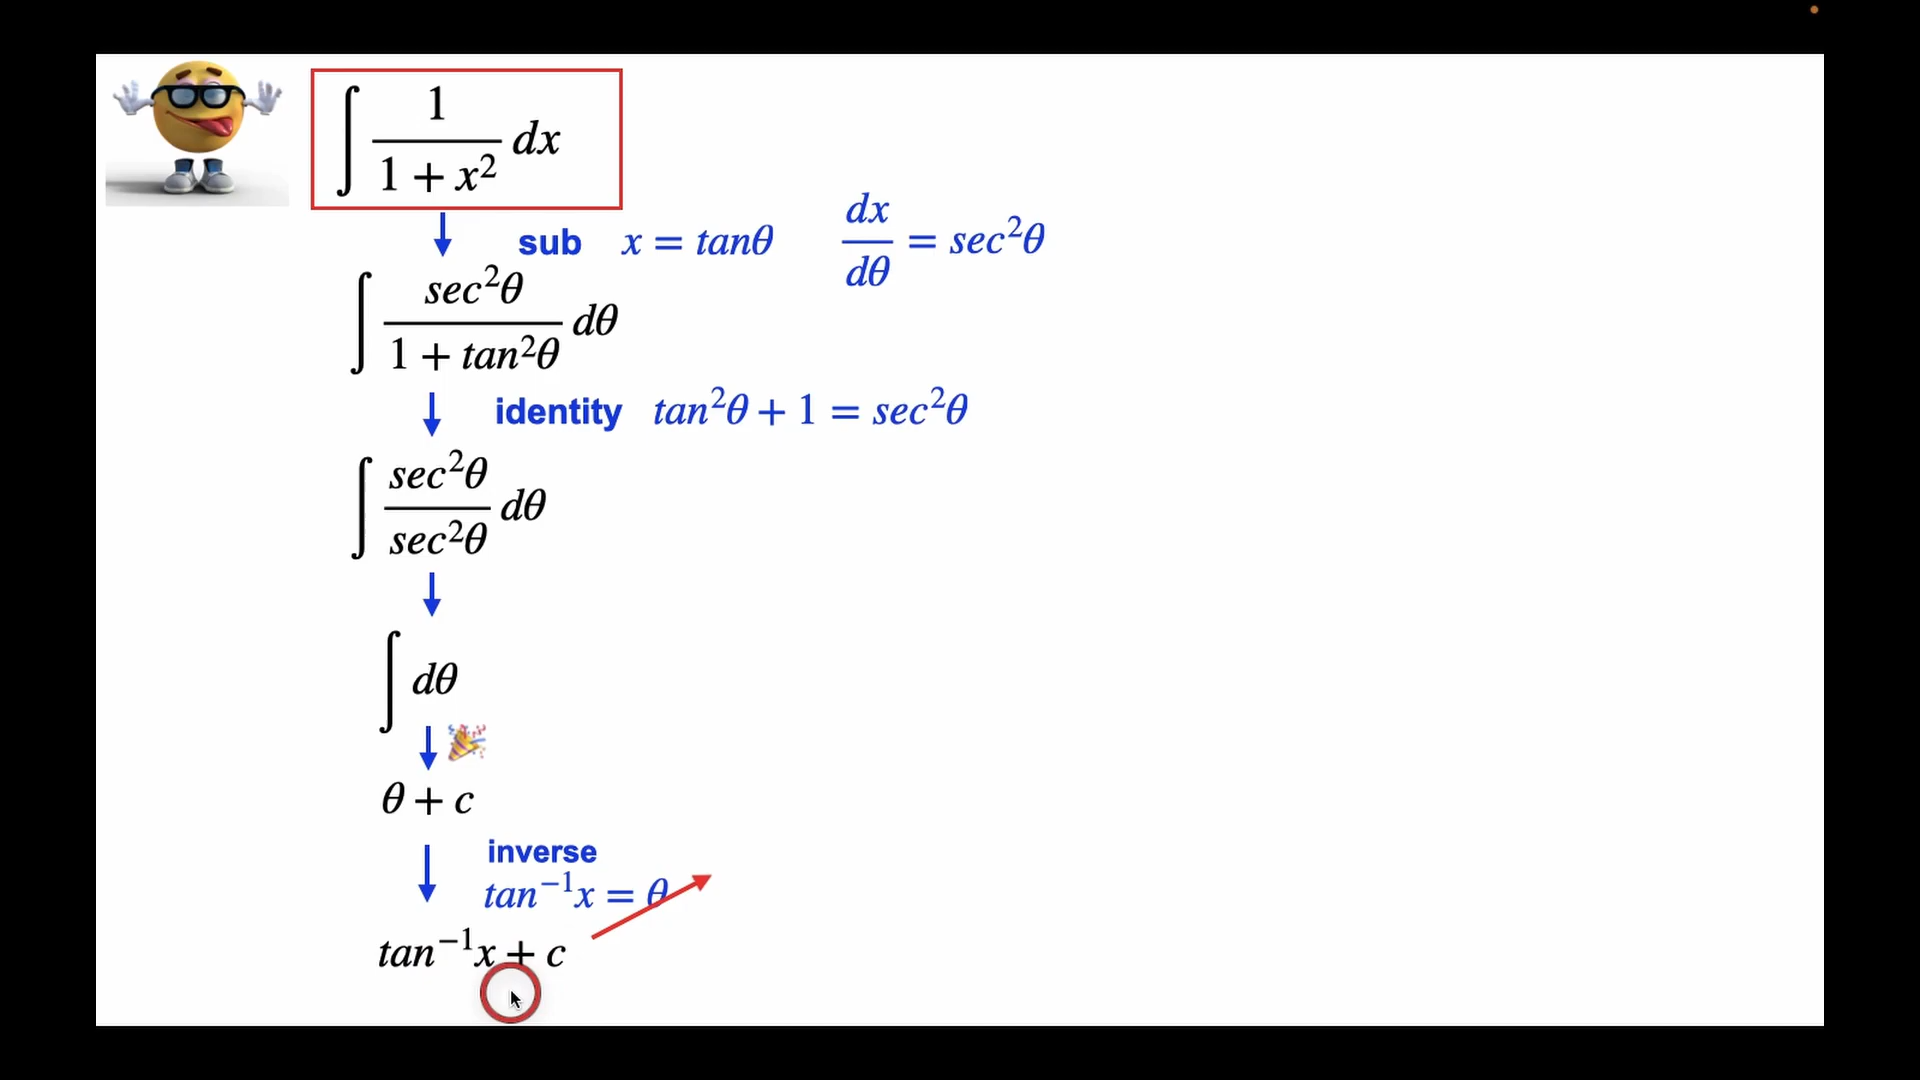 ∫ 1/(1 + x²) dx
sub x = tanθ dx/dθ = sec²θ
∫ sec²θ/(1 + tan²θ) dθ
identity tan²θ + 1 = sec²θ
∫ sec²θ/sec²θ dθ
∫ dθ
θ + c
inverse
tan⁻¹x = θ
tan⁻¹x + c